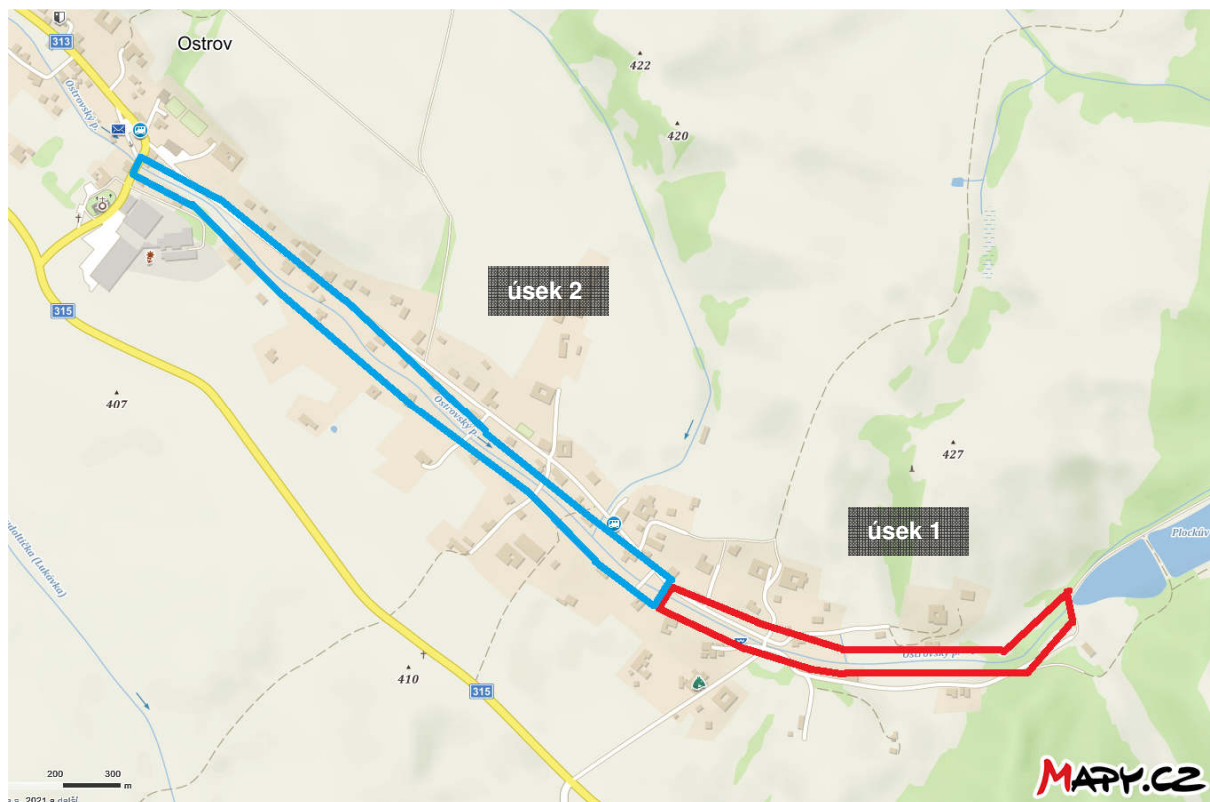 313
Ostrov
Ostrovský p.
422
420
úsek 2
315
407
Ostrovský p.
427
úsek 1
Plockův
Ostrovský p.
410
315
200 300 m
MAPY.CZ